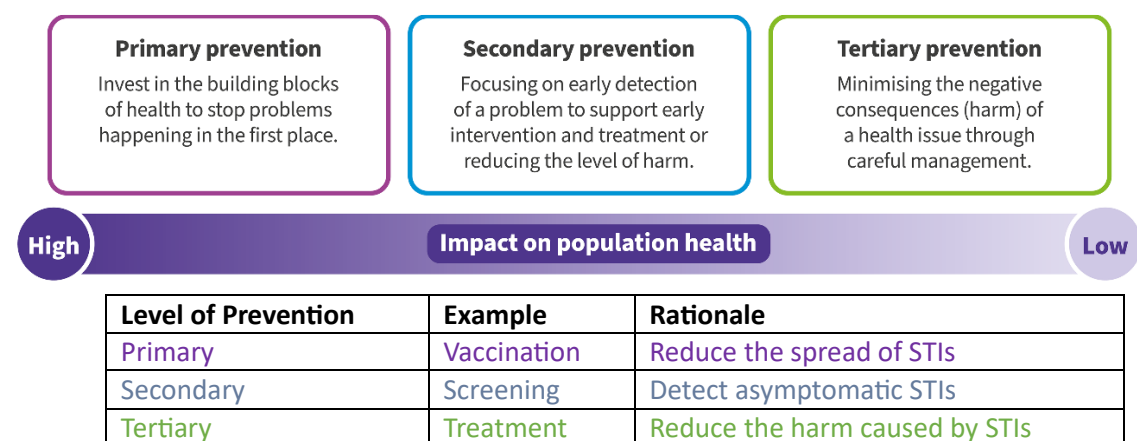 Primary prevention
Invest in the building blocks
of health to stop problems
happening in the first place.
Secondary prevention
Focusing on early detection
of a problem to support early
intervention and treatment or
reducing the level of harm.
Tertiary prevention
Minimising the negative
consequences (harm) of
a health issue through
careful management.
High
Impact on population health
Low
Level of Prevention Example Rationale
Primary Vaccination Reduce the spread of STIs
Secondary Screening Detect asymptomatic STIs
Tertiary Treatment Reduce the harm caused by STIs